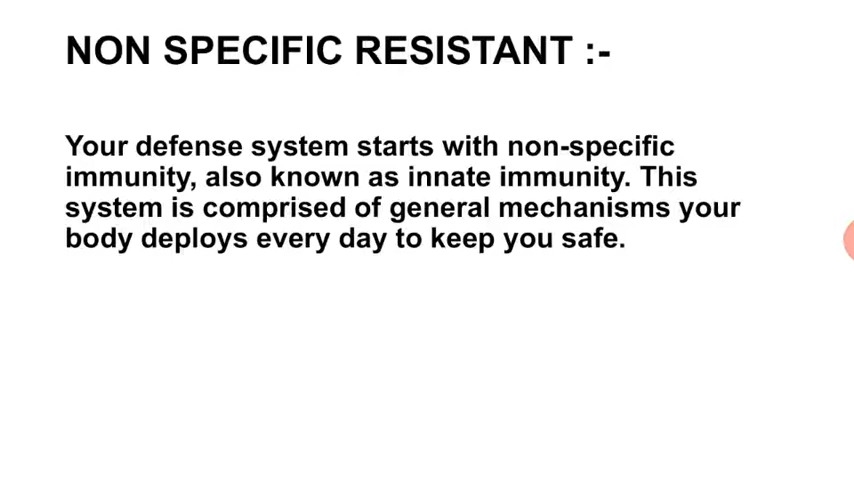 NON SPECIFIC RESISTANT :-
Your defense system starts with non-specific
immunity, also known as innate immunity. This
system is comprised of general mechanisms your
body deploys every day to keep you safe.